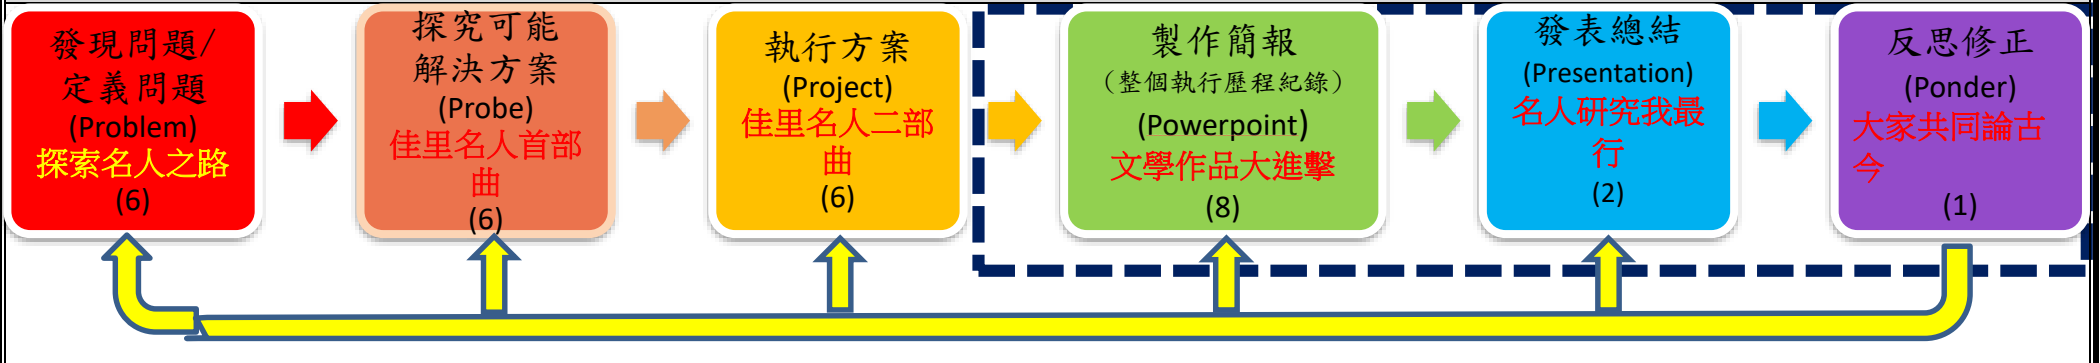 發現問題/
定義問題
(Problem)
探索名人之路
(6)
探究可能
解決方案
(Probe)
佳里名人首部
曲
(6)
執行方案
(Project)
佳里名人二部
曲
(6)
製作簡報
(整個執行歷程紀錄)
(Powerpoint)
文學作品大進擊
(8)
發表總結
(Presentation)
名人研究我最
行
(2)
反思修正
(Ponder)
大家共同論古
今
(1)